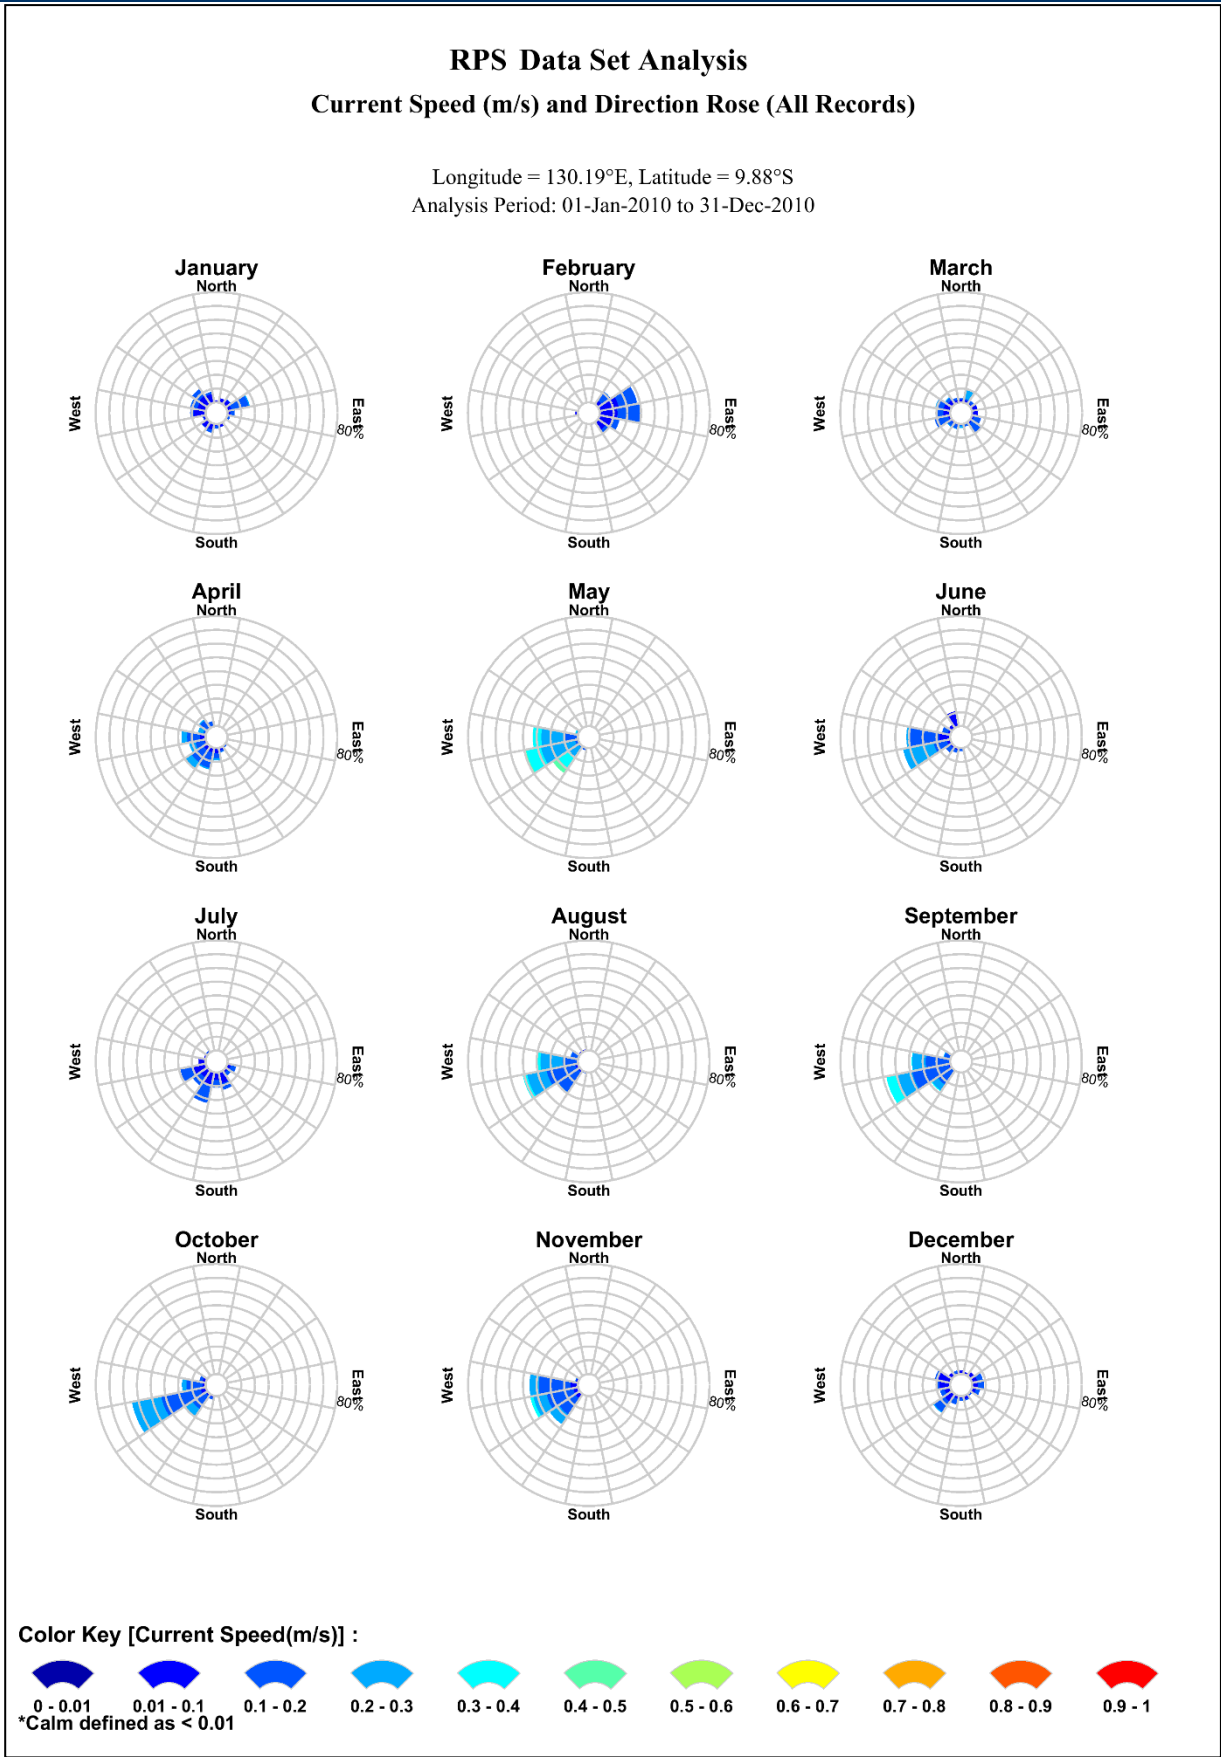 RPS Data Set Analysis
Current Speed (m/s) and Direction Rose (All Records)
Longitude = 130.19°E, Latitude = 9.88°S
Analysis Period: 01-Jan-2010 to 31-Dec-2010
January
North
West
East
80%
South
February
North
West
East
80%
South
March
North
West
East
80%
South
April
North
West
East
80%
South
May
North
West
East
80%
South
June
North
West
East
80%
South
July
North
West
East
80%
South
August
North
West
East
80%
South
September
North
West
East
80%
South
October
North
West
East
80%
South
November
North
West
East
80%
South
December
North
West
East
80%
South
Color Key [Current Speed(m/s)] :
0 - 0.01 0.01 - 0.1 0.1 - 0.2 0.2 - 0.3 0.3 - 0.4 0.4 - 0.5 0.5 - 0.6 0.6 - 0.7 0.7 - 0.8 0.8 - 0.9 0.9 - 1
*Calm defined as < 0.01